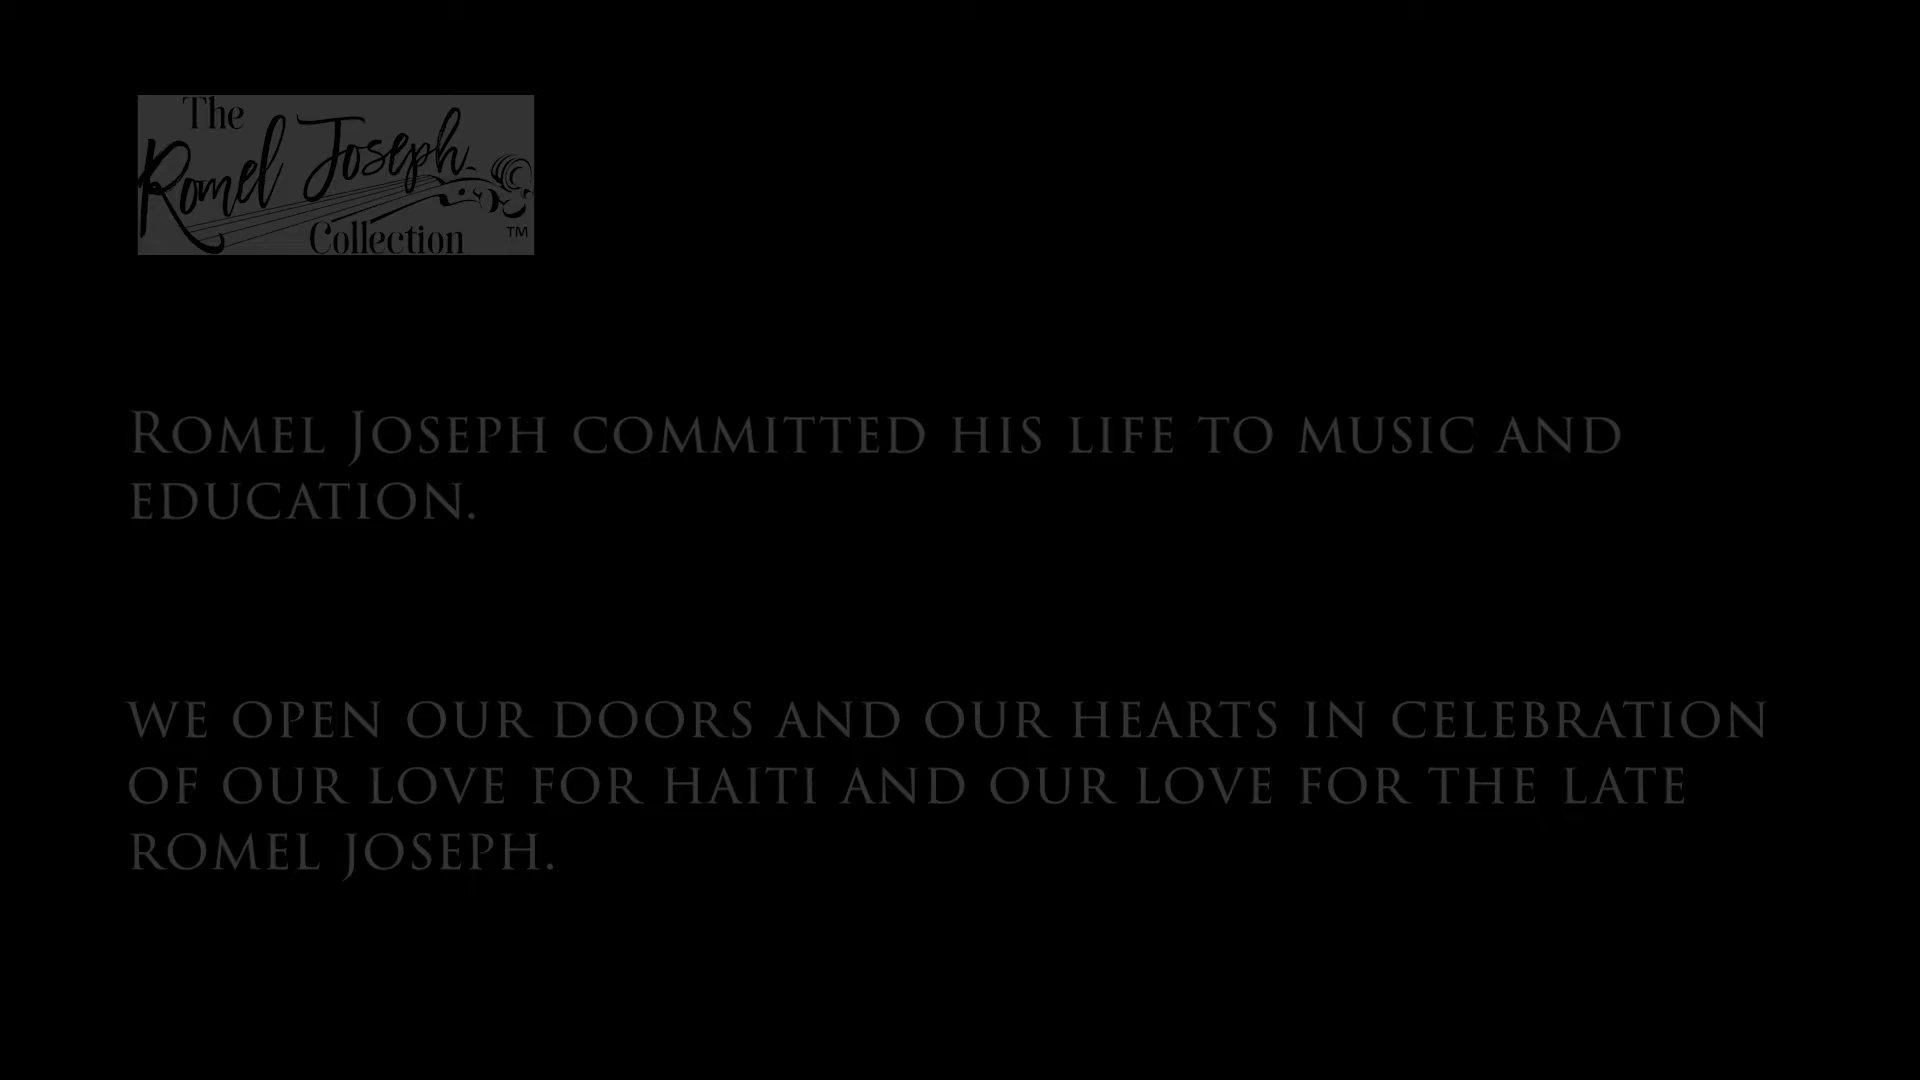 The
Romel Joseph
Collection ™
Romel Joseph committed his life to music and
education.
we open our doors and our hearts in celebration
of our love for haiti and our love for the late
romel joseph.